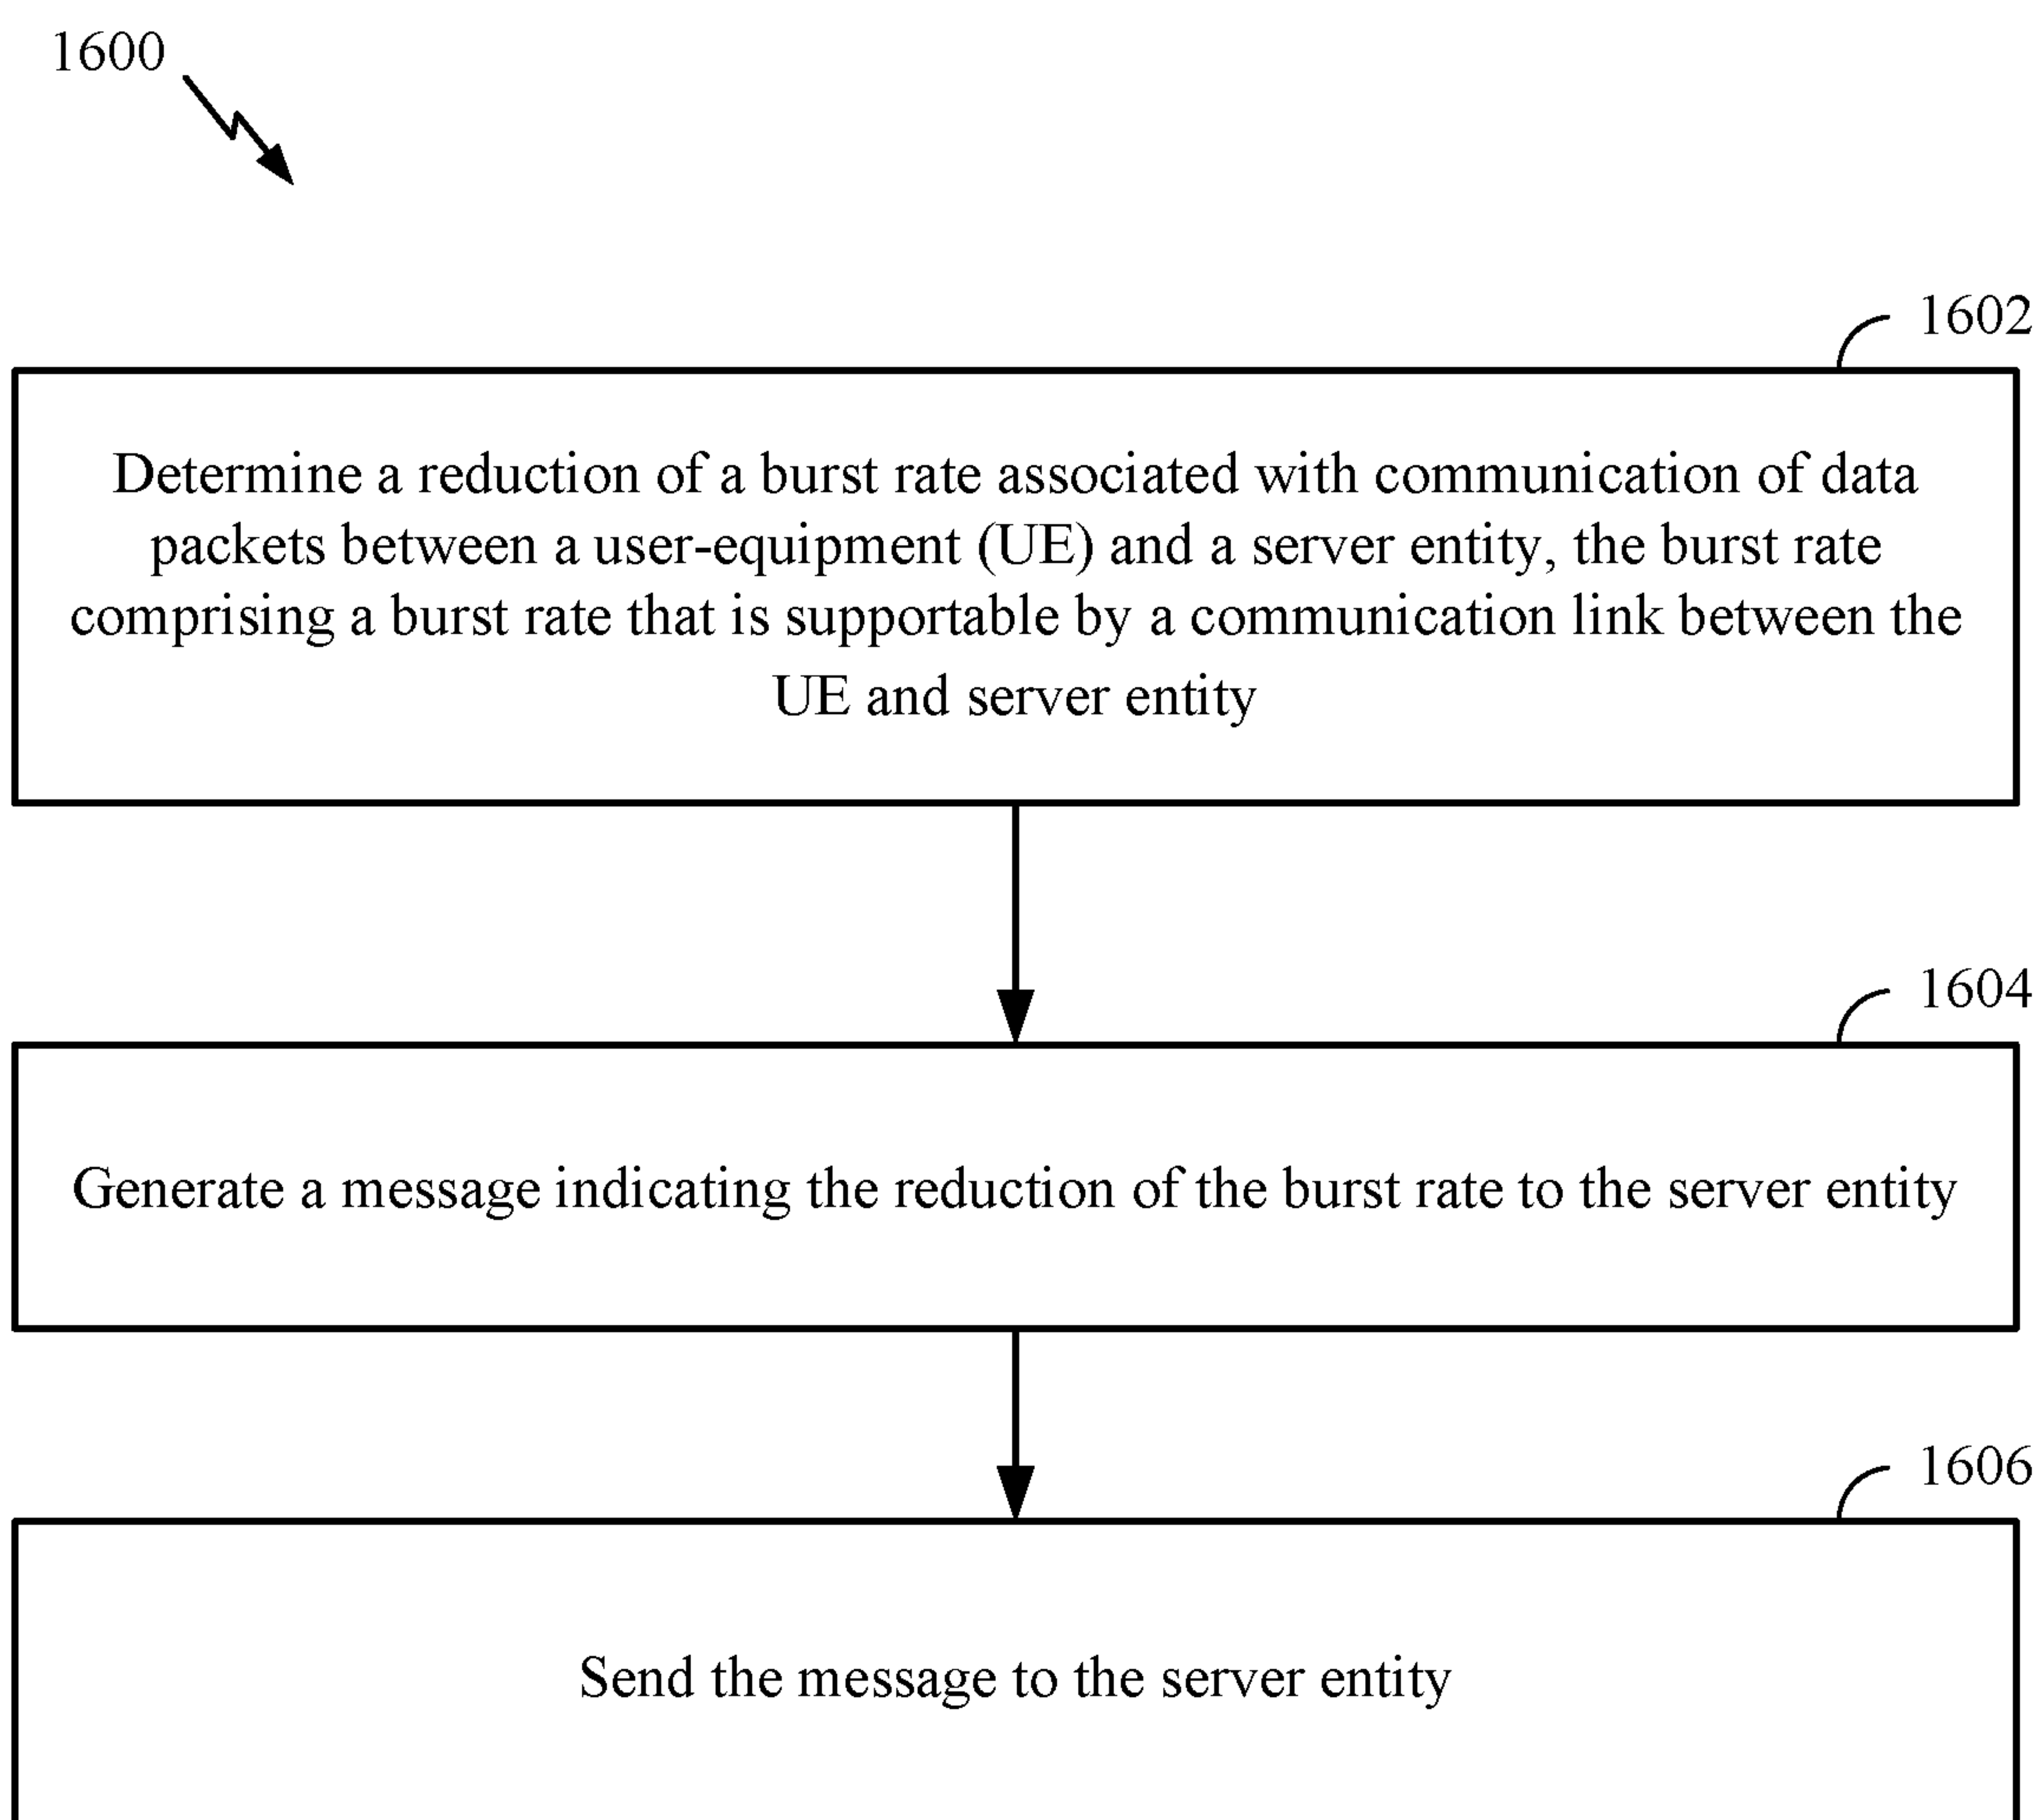 1600
1602
Determine a reduction of a burst rate associated with communication of data
packets between a user-equipment (UE) and a server entity, the burst rate
comprising a burst rate that is supportable by a communication link between the
UE and server entity
1604
Generate a message indicating the reduction of the burst rate to the server entity
1606
Send the message to the server entity